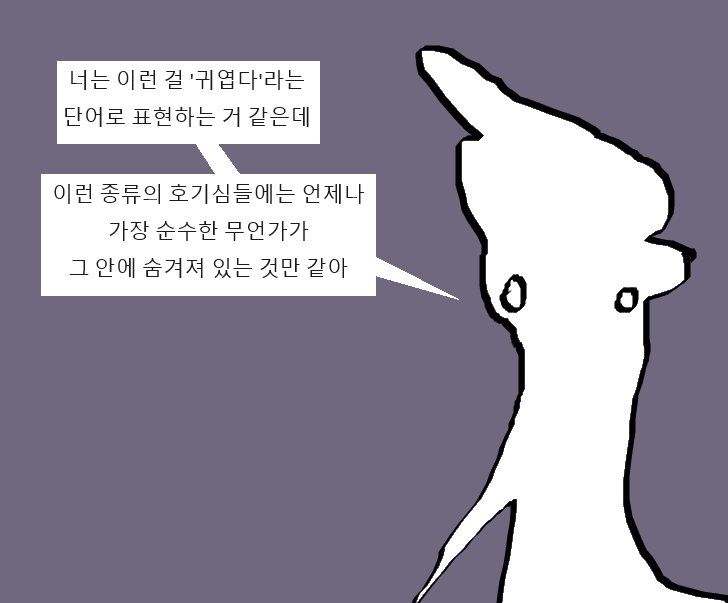 너는 이런 걸 '귀엽다'라는
단어로 표현하는 거 같은데
이런 종류의 호기심들에는 언제나
가장 순수한 무언가가
그 안에 숨겨져 있는 것만 같아